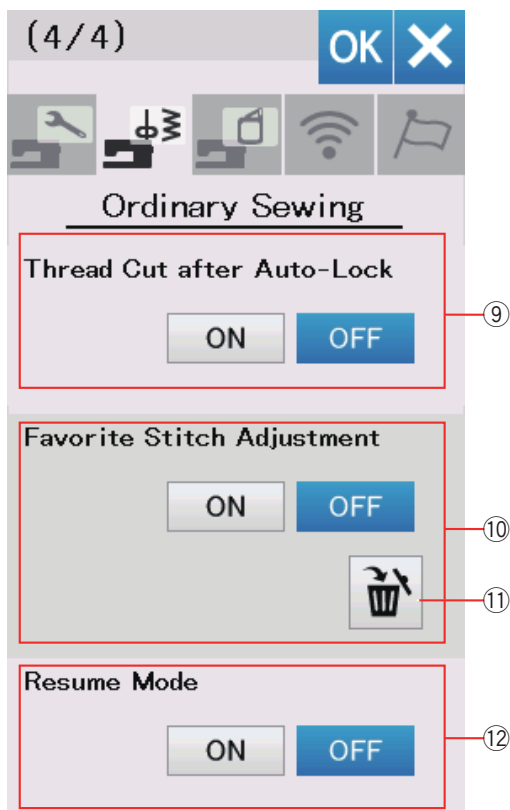 (4/4)
OK
Ordinary Sewing
Thread Cut after Auto-Lock
ON OFF
⑨
Favorite Stitch Adjustment
ON OFF
⑩
⑪
Resume Mode
ON OFF
⑫